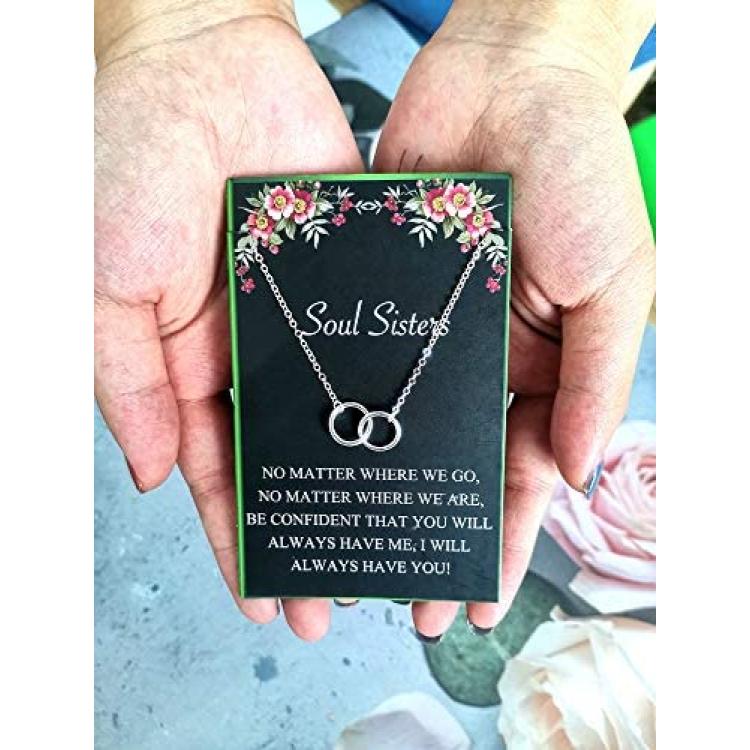 Soul Sisters
NO MATTER WHERE WE GO,
NO MATTER WHERE WE ARE,
BE CONFIDENT THAT YOU WILL
ALWAYS HAVE ME, I WILL
ALWAYS HAVE YOU!